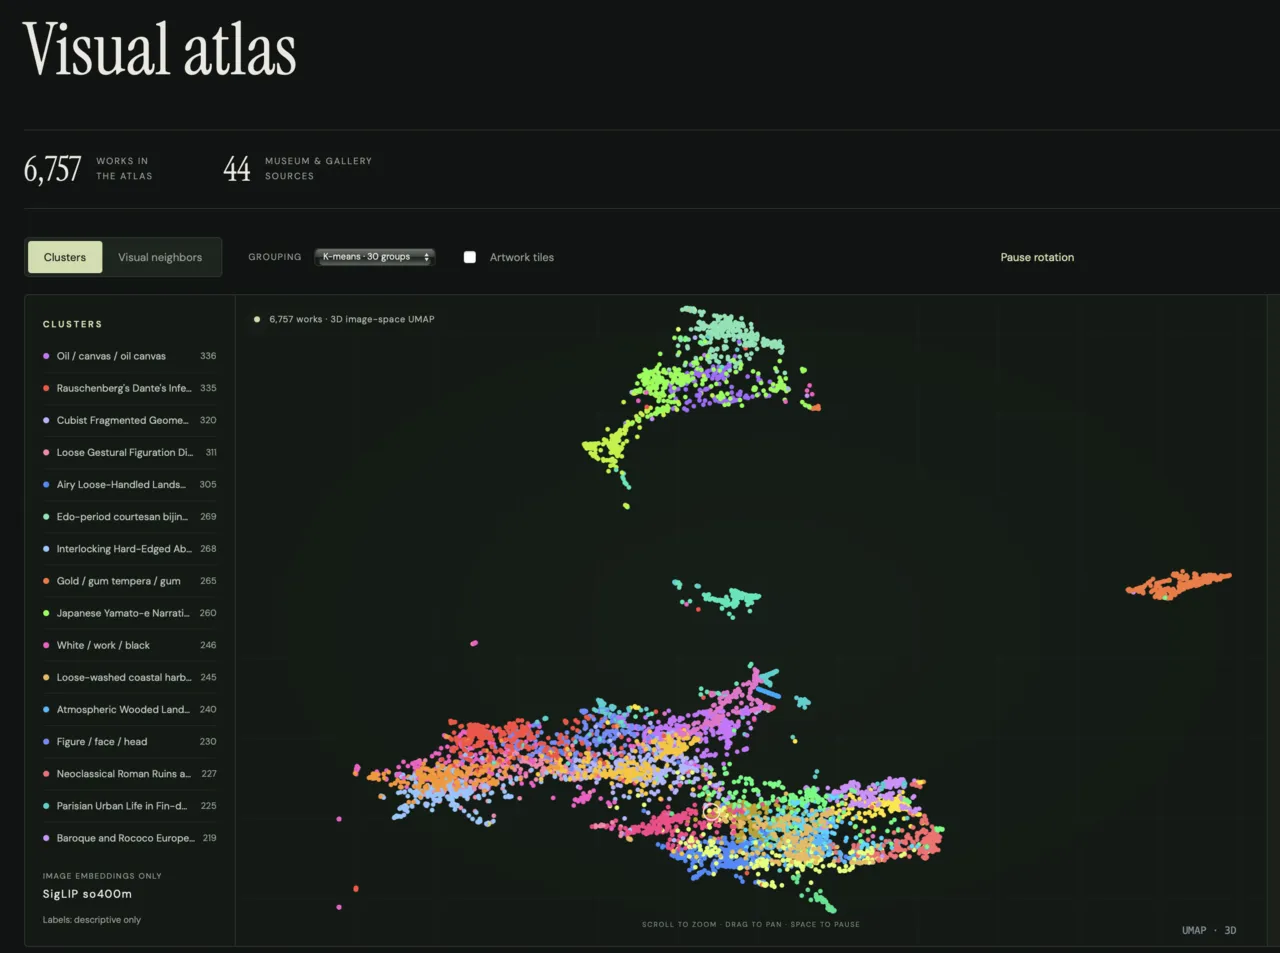 Visual atlas
6,757 WORKS IN
THE ATLAS
44 MUSEUM & GALLERY
SOURCES
Clusters
Visual neighbors
GROUPING
K-means · 30 groups
Artwork tiles
Pause rotation
CLUSTERS
Oil / canvas / oil canvas 336
Rauschenberg's Dante's Infe... 335
Cubist Fragmented Geome... 320
Loose Gestural Figuration Di... 311
Airy Loose-Handled Lands... 305
Edo-period courtesan bijin... 269
Interlocking Hard-Edged Ab... 268
Gold / gum tempera / gum 265
Japanese Yamato-e Narrati... 260
White / work / black 246
Loose-washed coastal harb... 245
Atmospheric Wooded Land... 240
Figure / face / head 230
Neoclassical Roman Ruins a... 227
Parisian Urban Life in Fin-d... 225
Baroque and Rococo Europe... 219
IMAGE EMBEDDINGS ONLY
SigLIP so400m
Labels: descriptive only
6,757 works · 3D image-space UMAP
SCROLL TO ZOOM · DRAG TO PAN · SPACE TO PAUSE
UMAP · 3D